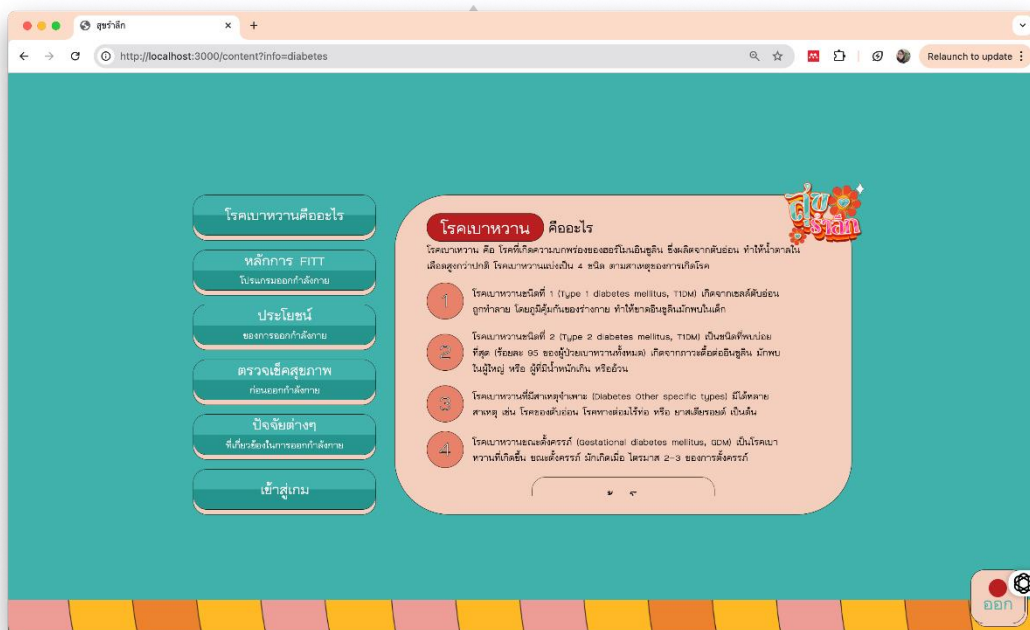 สุขรำลึก
http://localhost:3000/content?info=diabetes
Relaunch to update
โรคเบาหวานคืออะไร
หลักการ FITT
โปรแกรมออกกำลังกาย
ประโยชน์
ของการออกกำลังกาย
ตรวจเช็คสุขภาพ
ก่อนออกกำลังกาย
ปัจจัยต่างๆ
ที่เกี่ยวข้องในการออกกำลังกาย
เข้าสู่เกม
สุข
รำลึก
โรคเบาหวาน คืออะไร
โรคเบาเหวาน คือ โรคที่เกิดความบกพร่องของฮอร์โมนอินซูลิน ซึ่งผลิตจากตับอ่อน ทำให้น้ำตาลใน
เลือดสูงกว่าปกติ โรคเบาหวานแบ่งเป็น 4 ชนิด ตามสาเหตุของการเกิดโรค
1 โรคเบาหวานชนิดที่ 1 (Type 1 diabetes mellitus, T1DM) เกิดจากเซลล์ตับอ่อน
ถูกทำลาย โดยภูมิคุ้มกันของร่างกาย ทำให้ขาดอินซูลินมักพบในเด็ก
2 โรคเบาหวานชนิดที่ 2 (Type 2 diabetes mellitus, T1DM) เป็นชนิดที่พบบ่อย
ที่สุด (ร้อยละ 95 ของผู้ป่วยเบาหวานทั้งหมด) เกิดจากภาวะดื้อต่ออินซูลิน มักพบ
ในผู้ใหญ่ หรือ ผู้ที่มีน้ำหนักเกิน หรืออ้วน
3 โรคเบาหวานที่มีสาเหตุจำเพาะ (Diabetes Other specific types) มีได้หลาย
สาเหตุ เช่น โรคของตับอ่อน โรคทางต่อมไร้ท่อ หรือ ยาสเตียรอยด์ เป็นต้น
4 โรคเบาหวานขณะตั้งครรภ์ (Gestational diabetes mellitus, GDM) เป็นโรคเบา
หวานที่เกิดขึ้น ขณะตั้งครรภ์ มักเกิดเมื่อ ไตรมาส 2-3 ของการตั้งครรภ์
ออก